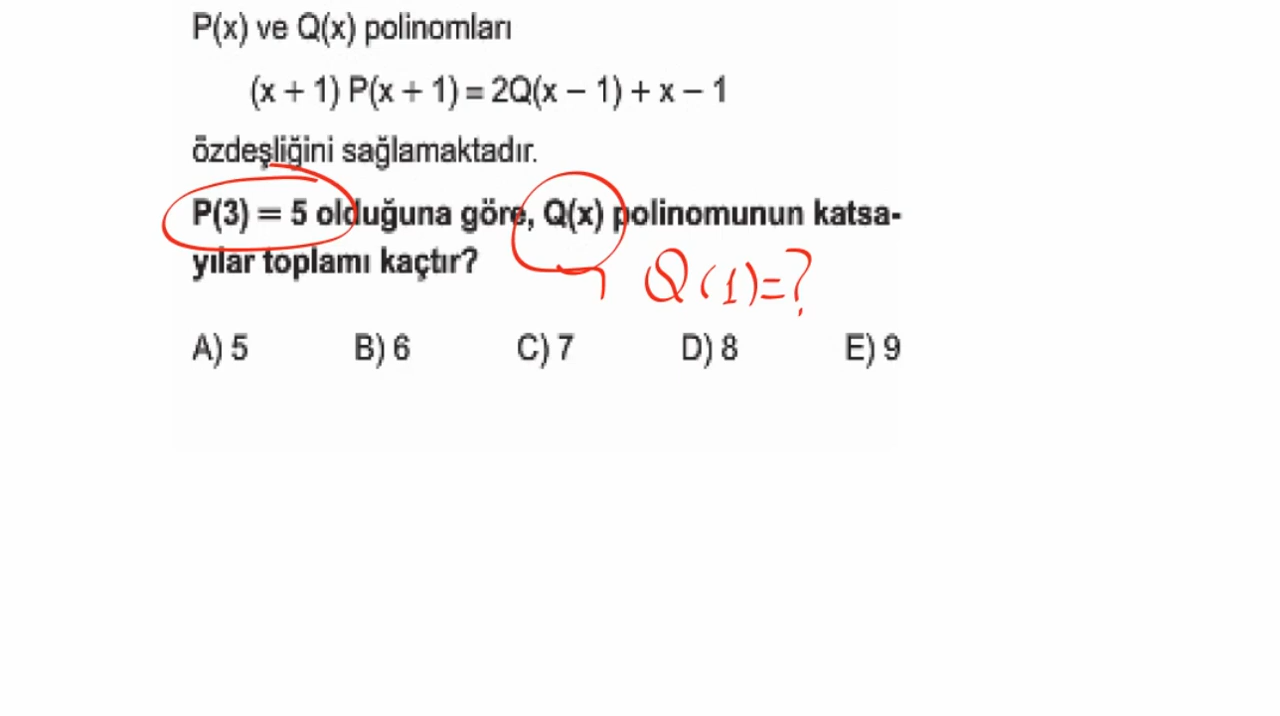 P(x) ve Q(x) polinomları
(x + 1) P(x + 1) = 2Q(x – 1) + x – 1
özdeşliğini sağlamaktadır.
P(3) = 5 olduğuna göre, Q(x) polinomunun katsa-
yılar toplamı kaçtır?
Q(1)=?
A) 5 B) 6 C) 7 D) 8 E) 9